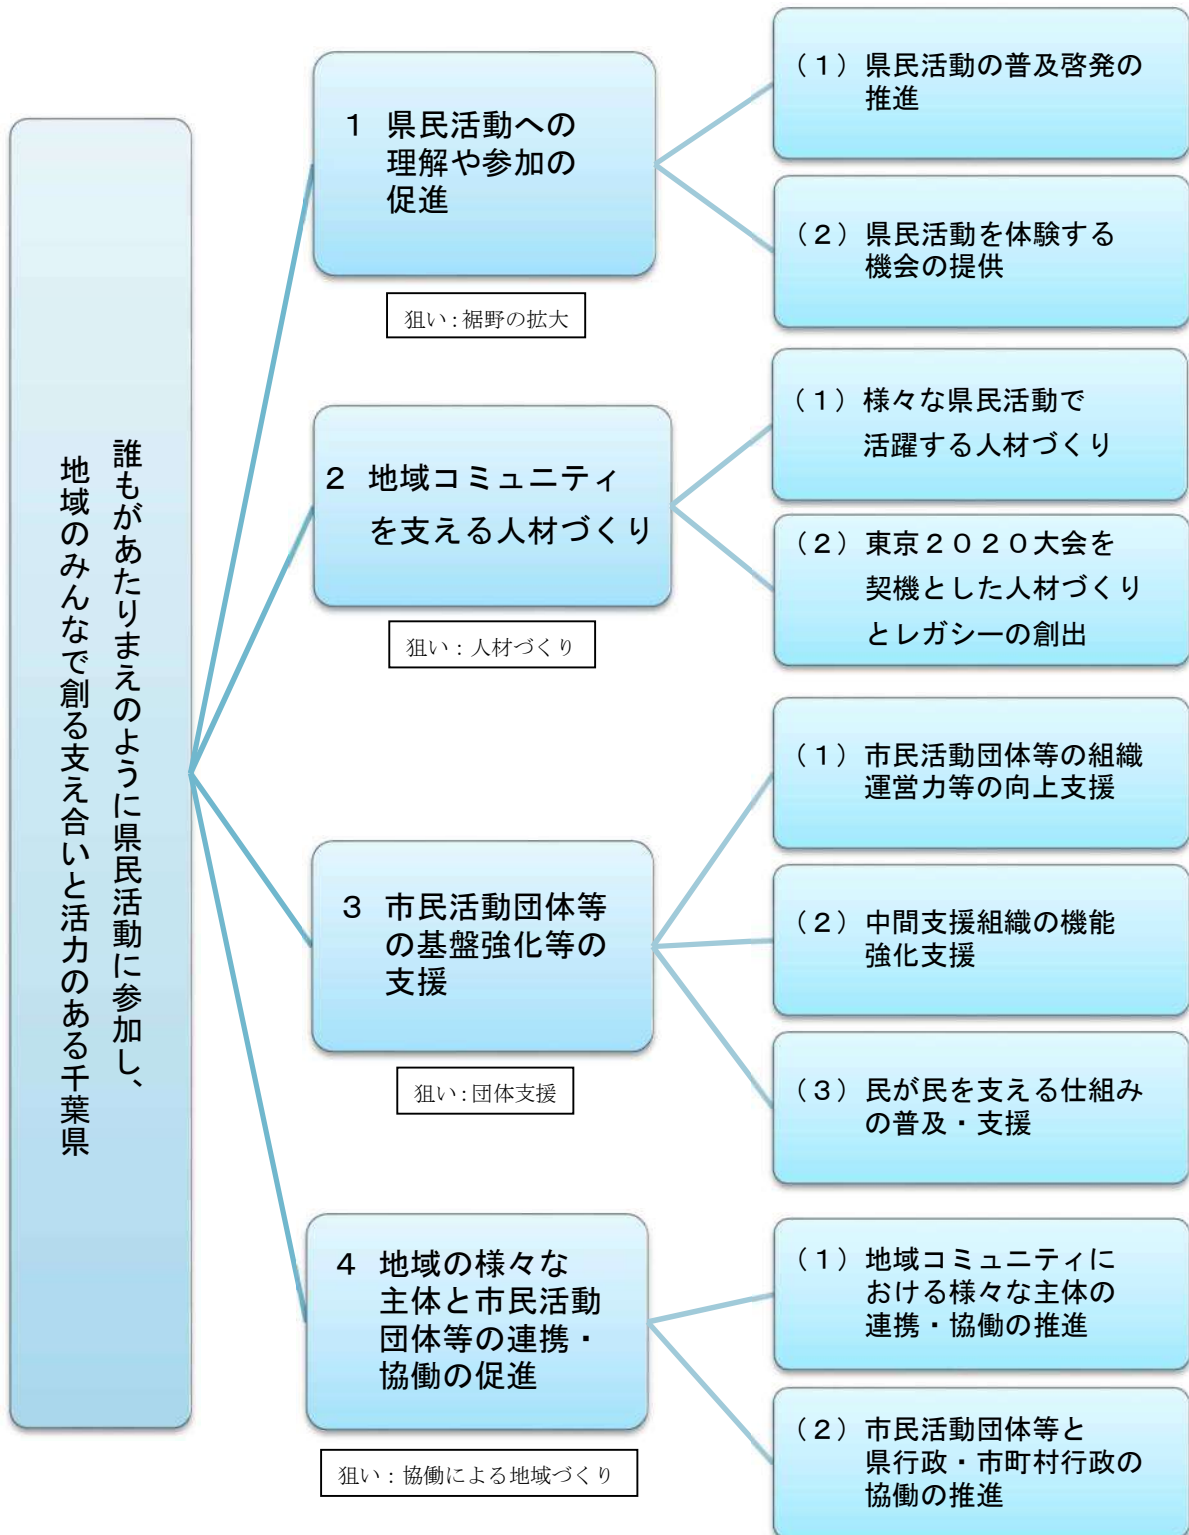 誰もがあたりまえのように県民活動に参加し、
地域のみんなで創る支え合いと活力のある千葉県
1 県民活動への
理解や参加の
促進
狙い:裾野の拡大
(1)県民活動の普及啓発の
推進
(2)県民活動を体験する
機会の提供
2 地域コミュニティ
を支える人材づくり
狙い:人材づくり
(1)様々な県民活動で
活躍する人材づくり
(2)東京2020大会を
契機とした人材づくり
とレガシーの創出
3 市民活動団体等
の基盤強化等の
支援
狙い:団体支援
(1)市民活動団体等の組織
運営力等の向上支援
(2)中間支援組織の機能
強化支援
(3)民が民を支える仕組み
の普及・支援
4 地域の様々な
主体と市民活動
団体等の連携・
協働の促進
狙い:協働による地域づくり
(1)地域コミュニティに
おける様々な主体の
連携・協働の推進
(2)市民活動団体等と
県行政・市町村行政の
協働の推進